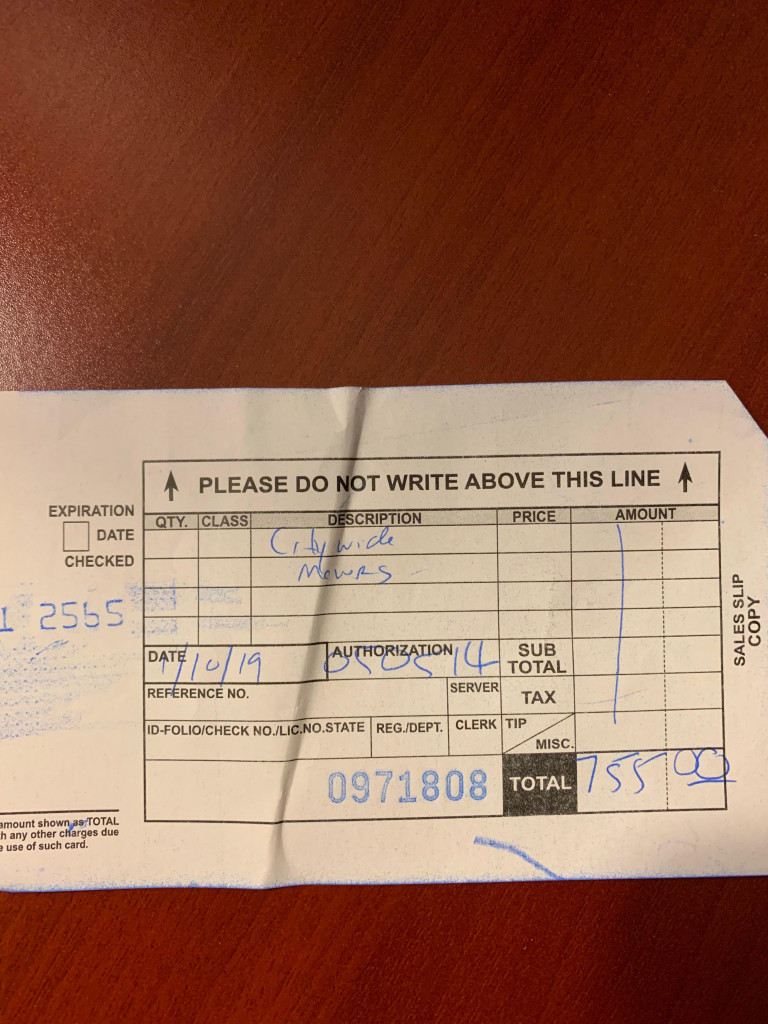 PLEASE DO NOT WRITE ABOVE THIS LINE
EXPIRATION
DATE
CHECKED
QTY. CLASS DESCRIPTION PRICE AMOUNT
Citywide
Movers
2565
DATE 1/10/19 AUTHORIZATION 050514 SUB TOTAL
REFERENCE NO. SERVER TAX
ID-FOLIO/CHECK NO./LIC.NO.STATE REG./DEPT. CLERK TIP
MISC.
0971808 TOTAL 755 00
amount shown as TOTAL
th any other charges due
e use of such card.
SALES SLIP
COPY